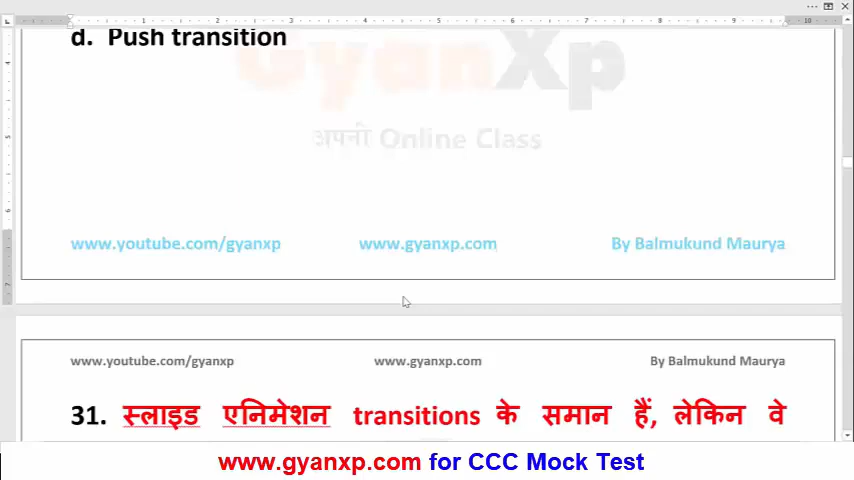 d. Push transition
GyanXp
अपनी Online Class
www.youtube.com/gyanxp www.gyanxp.com By Balmukund Maurya
www.youtube.com/gyanxp www.gyanxp.com By Balmukund Maurya
31. स्लाइड एनिमेशन transitions के समान हैं, लेकिन वे
www.gyanxp.com for CCC Mock Test